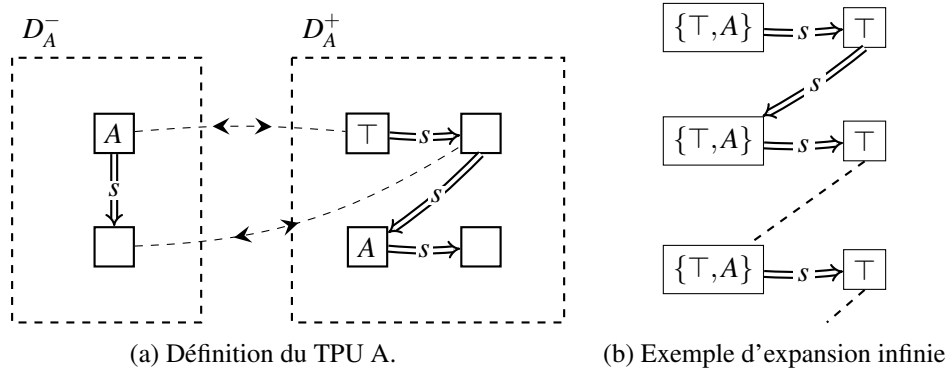 D_A^- D_A^+
A ⊤ s
s s
A s
(a) Définition du TPU A.
{⊤, A} s ⊤
s
{⊤, A} s ⊤
{⊤, A} s ⊤
(b) Exemple d'expansion infinie